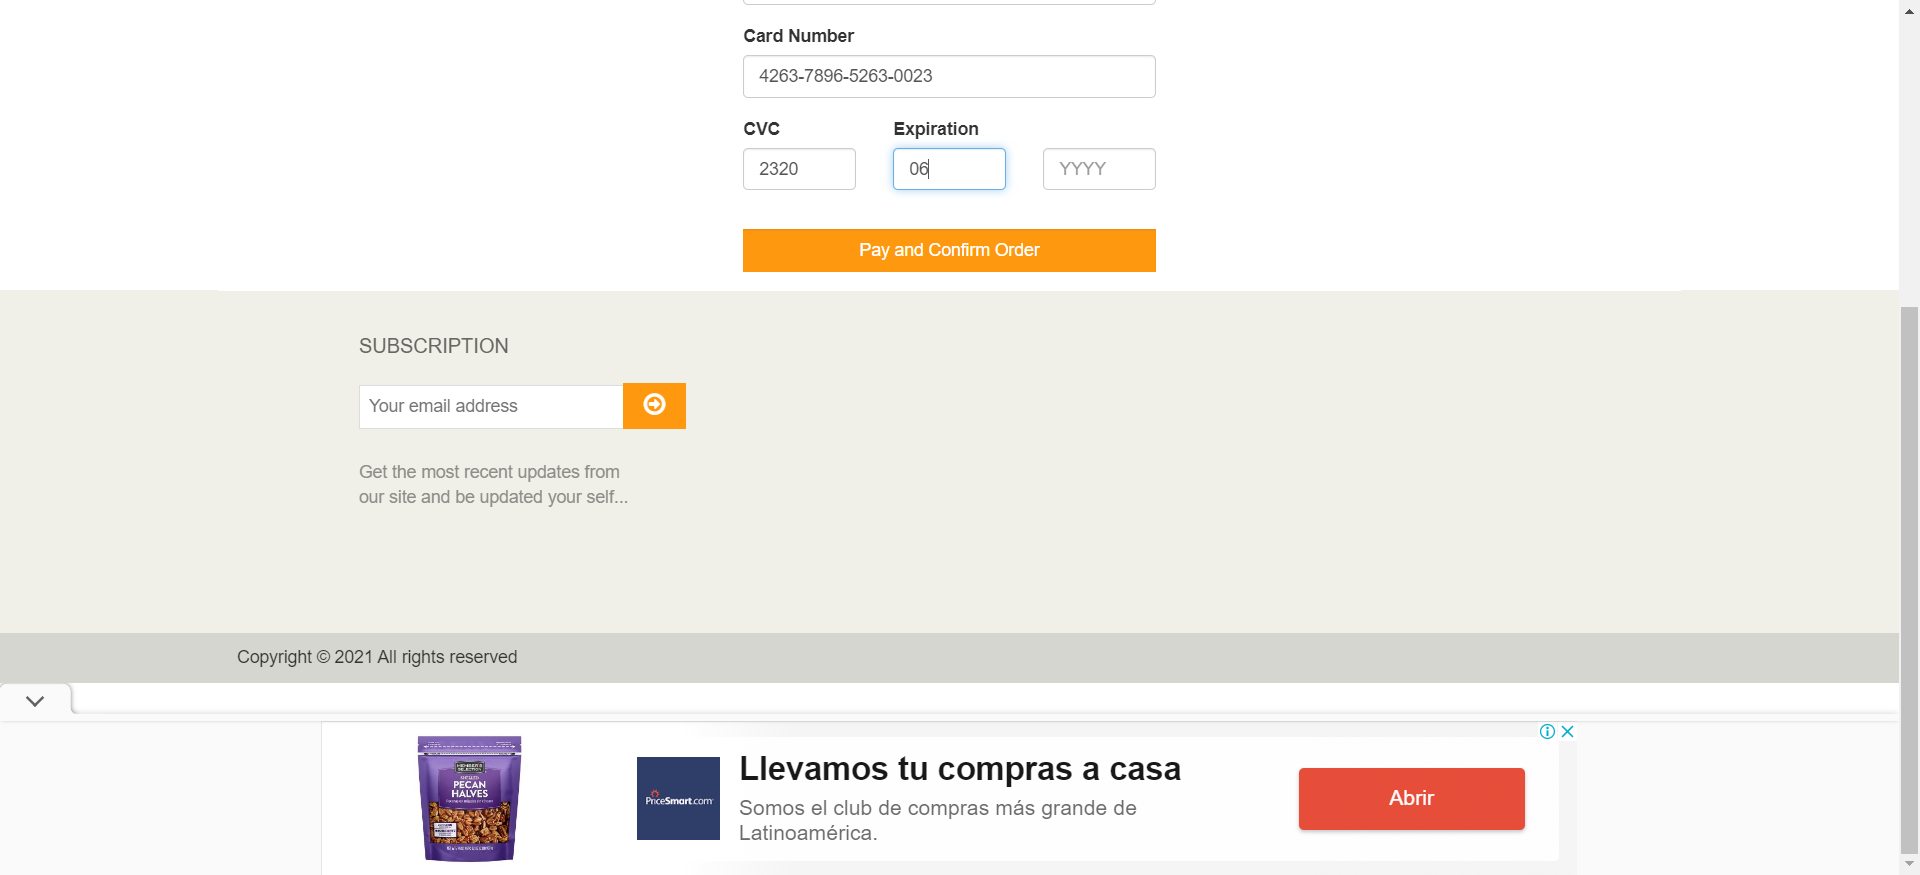 Card Number
4263-7896-5263-0023
CVC
Expiration
2320
06
YYYY
Pay and Confirm Order
SUBSCRIPTION
Your email address
Get the most recent updates from
our site and be updated your self...
Copyright © 2021 All rights reserved
MEMBER'S
SELECTION
PECAN
HALVES
PriceSmart.com
Llevamos tu compras a casa
Somos el club de compras más grande de
Latinoamérica.
Abrir